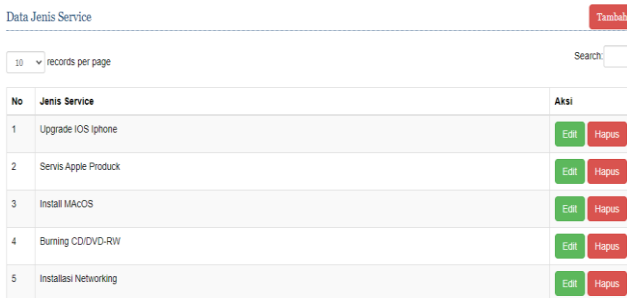 Data Jenis Service Tambah
10 records per page Search:
No Jenis Service Aksi
1 Upgrade IOS Iphone Edit Hapus
2 Servis Apple Produck Edit Hapus
3 Install MAcOS Edit Hapus
4 Burning CD/DVD-RW Edit Hapus
5 Installasi Networking Edit Hapus